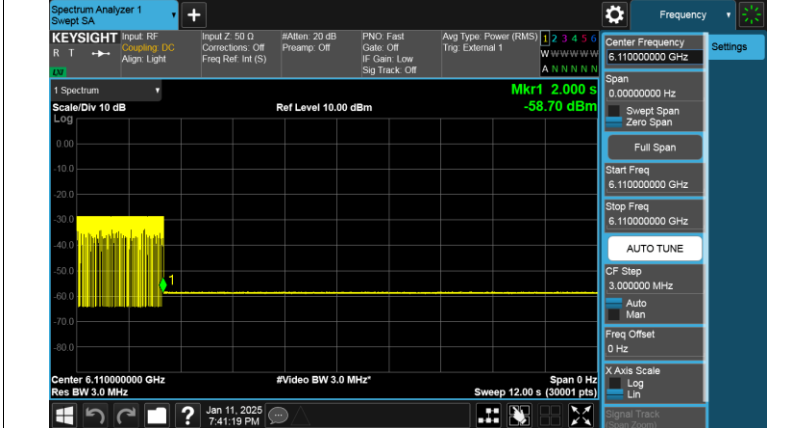 Spectrum Analyzer 1
Swept SA
+
Frequency
KEYSIGHT
R T
LM
Input: RF
Coupling: DC
Align: Light
Input Z: 50 Ω
Corrections: Off
Freq Ref: Int (S)
#Atten: 20 dB
Preamp: Off
PNO: Fast
Gate: Off
IF Gain: Low
Sig Track: Off
Avg Type: Power (RMS)
Trig: External 1
1 2 3 4 5 6
W W W W W W
A N N N N N
Center Frequency
6.110000000 GHz
Settings
Span
0.00000000 Hz
Swept Span
Zero Span
Full Span
Start Freq
6.110000000 GHz
Stop Freq
6.110000000 GHz
AUTO TUNE
CF Step
3.000000 MHz
Auto
Man
Freq Offset
0 Hz
X Axis Scale
Log
Lin
Signal Track
(Span Zoom)
1 Spectrum
Scale/Div 10 dB
Ref Level 10.00 dBm
Mkr1 2.000 s
-58.70 dBm
Log
0.00
-10.0
-20.0
-30.0
-40.0
-50.0
-60.0
-70.0
-80.0
1
Center 6.110000000 GHz
Res BW 3.0 MHz
#Video BW 3.0 MHz*
Span 0 Hz
Sweep 12.00 s (30001 pts)
?
Jan 11, 2025
7:41:19 PM